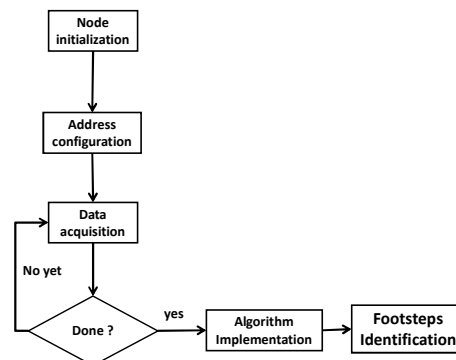 Node
initialization
Address
configuration
Data
acquisition
No yet
Done ?
yes
Algorithm
Implementation
Footsteps
Identification